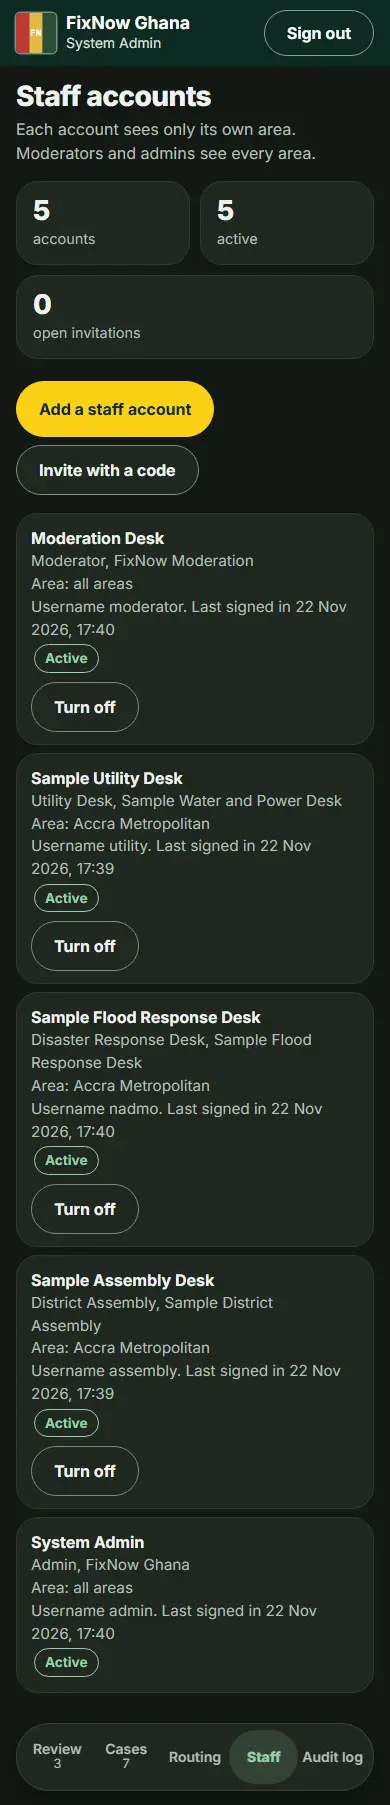 FN
FixNow Ghana
System Admin
Sign out
Staff accounts
Each account sees only its own area.
Moderators and admins see every area.
5
accounts
5
active
0
open invitations
Add a staff account
Invite with a code
Moderation Desk
Moderator, FixNow Moderation
Area: all areas
Username moderator. Last signed in 22 Nov
2026, 17:40
Active
Turn off
Sample Utility Desk
Utility Desk, Sample Water and Power Desk
Area: Accra Metropolitan
Username utility. Last signed in 22 Nov
2026, 17:39
Active
Turn off
Sample Flood Response Desk
Disaster Response Desk, Sample Flood
Response Desk
Area: Accra Metropolitan
Username nadmo. Last signed in 22 Nov
2026, 17:40
Active
Turn off
Sample Assembly Desk
District Assembly, Sample District
Assembly
Area: Accra Metropolitan
Username assembly. Last signed in 22 Nov
2026, 17:39
Active
Turn off
System Admin
Admin, FixNow Ghana
Area: all areas
Username admin. Last signed in 22 Nov
2026, 17:40
Active
Review
3
Cases
7
Routing
Staff
Audit log